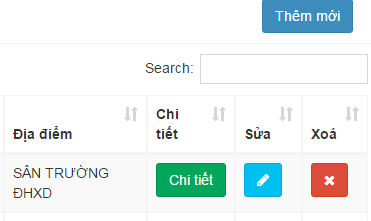 Thêm mới
Search:
Địa điểm
Chi tiết
Sửa
Xoá
SÂN TRƯỜNG
ĐHXD
Chi tiết